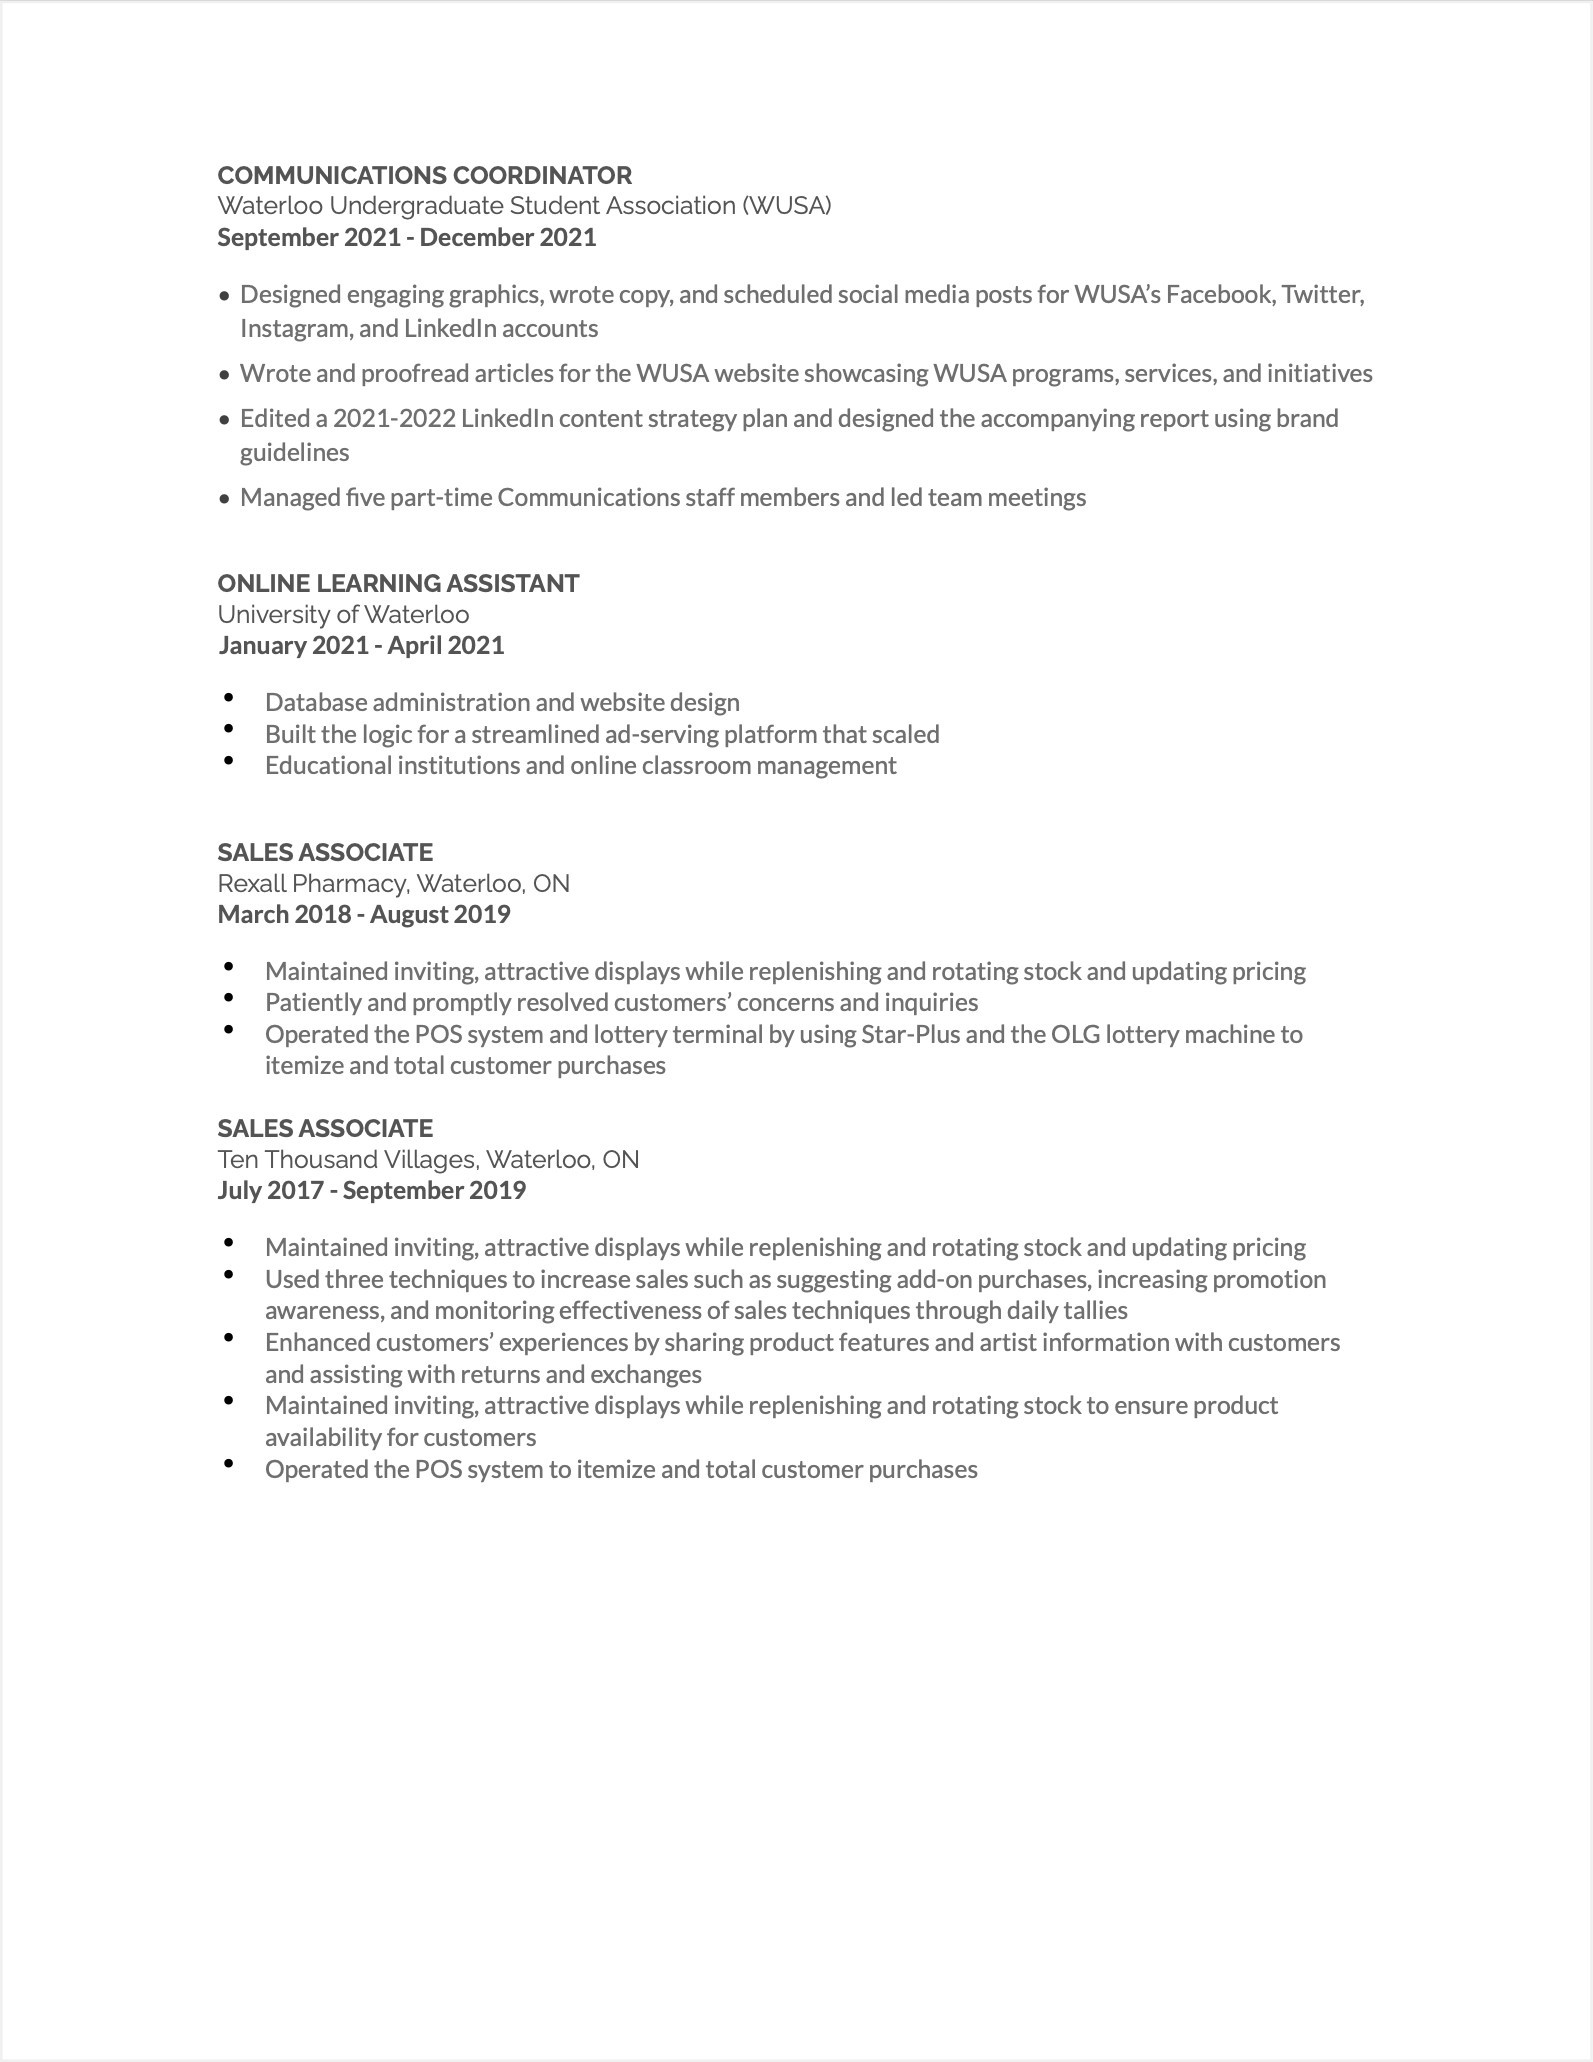 COMMUNICATIONS COORDINATOR
Waterloo Undergraduate Student Association (WUSA)
September 2021 - December 2021
• Designed engaging graphics, wrote copy, and scheduled social media posts for WUSA’s Facebook, Twitter,
Instagram, and LinkedIn accounts
• Wrote and proofread articles for the WUSA website showcasing WUSA programs, services, and initiatives
• Edited a 2021-2022 LinkedIn content strategy plan and designed the accompanying report using brand
guidelines
• Managed five part-time Communications staff members and led team meetings
ONLINE LEARNING ASSISTANT
University of Waterloo
January 2021 - April 2021
• Database administration and website design
• Built the logic for a streamlined ad-serving platform that scaled
• Educational institutions and online classroom management
SALES ASSOCIATE
Rexall Pharmacy, Waterloo, ON
March 2018 - August 2019
• Maintained inviting, attractive displays while replenishing and rotating stock and updating pricing
• Patiently and promptly resolved customers’ concerns and inquiries
• Operated the POS system and lottery terminal by using Star-Plus and the OLG lottery machine to
itemize and total customer purchases
SALES ASSOCIATE
Ten Thousand Villages, Waterloo, ON
July 2017 - September 2019
• Maintained inviting, attractive displays while replenishing and rotating stock and updating pricing
• Used three techniques to increase sales such as suggesting add-on purchases, increasing promotion
awareness, and monitoring effectiveness of sales techniques through daily tallies
• Enhanced customers’ experiences by sharing product features and artist information with customers
and assisting with returns and exchanges
• Maintained inviting, attractive displays while replenishing and rotating stock to ensure product
availability for customers
• Operated the POS system to itemize and total customer purchases